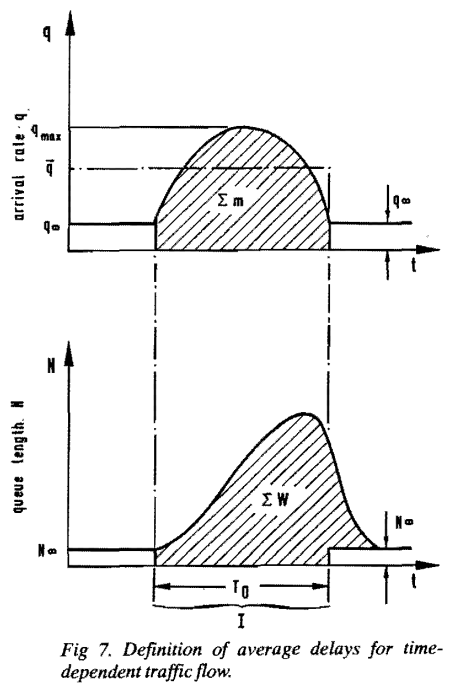 q
arrival rate · q
q max
q̄
q∞
Σ m
q∞
t
N
queue length. N
Σ W
N∞
N∞
t
T0
I
Fig 7. Definition of average delays for time-
dependent traffic flow.